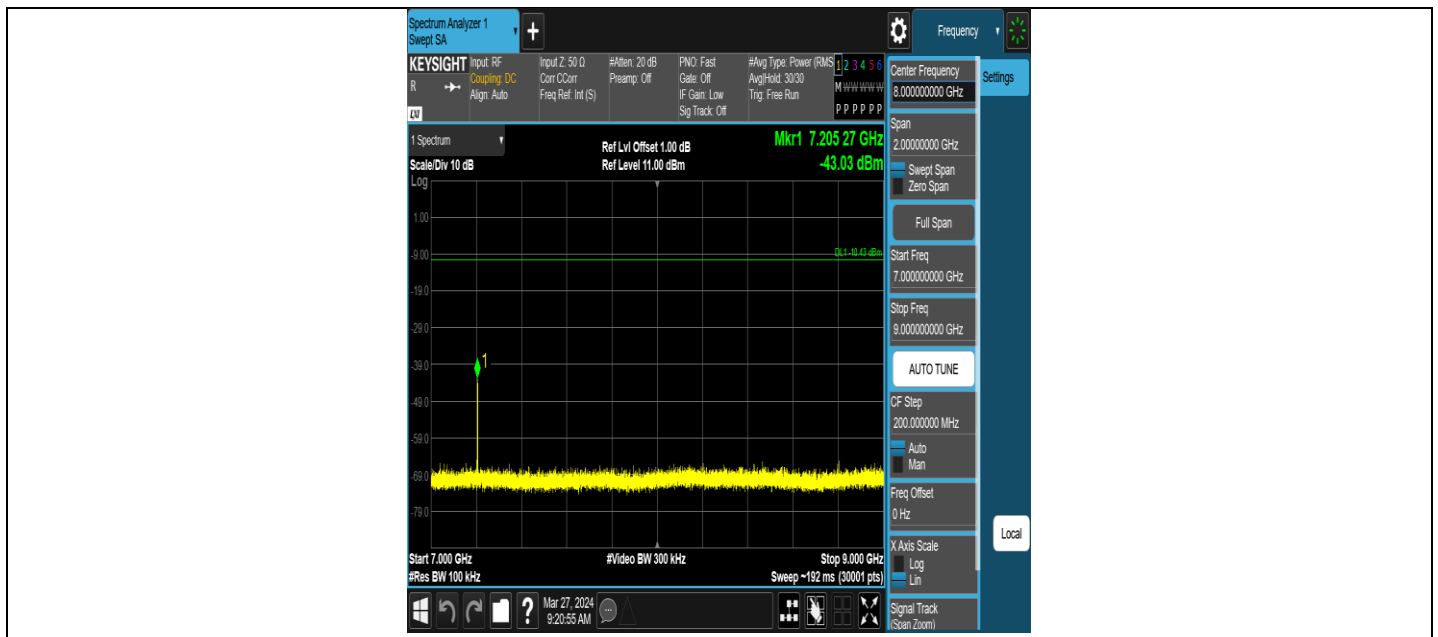 Spectrum Analyzer 1
Swept SA
+
Frequency
KEYSIGHT
R
LXI
Input: RF
Coupling: DC
Align: Auto
Input Z: 50 Ω
Corr CCorr
Freq Ref: Int (S)
#Atten: 20 dB
Preamp: Off
PNO: Fast
Gate: Off
IF Gain: Low
Sig Track: Off
#Avg Type: Power (RMS
Avg|Hold: 30/30
Trig: Free Run
1 2 3 4 5 6
M W W W W W
P P P P P P
1 Spectrum
Scale/Div 10 dB
Log
Ref Lvl Offset 1.00 dB
Ref Level 11.00 dBm
Mkr1 7.205 27 GHz
-43.03 dBm
1.00
-9.00
DL1 -10.43 dBm
-19.0
-29.0
-39.0
1
-49.0
-59.0
-69.0
-79.0
Start 7.000 GHz
#Res BW 100 kHz
#Video BW 300 kHz
Stop 9.000 GHz
Sweep ~192 ms (30001 pts)
Center Frequency
8.000000000 GHz
Settings
Span
2.00000000 GHz
Swept Span
Zero Span
Full Span
Start Freq
7.000000000 GHz
Stop Freq
9.000000000 GHz
AUTO TUNE
CF Step
200.000000 MHz
Auto
Man
Freq Offset
0 Hz
X Axis Scale
Log
Lin
Local
Signal Track
(Span Zoom)
?
Mar 27, 2024
9:20:55 AM